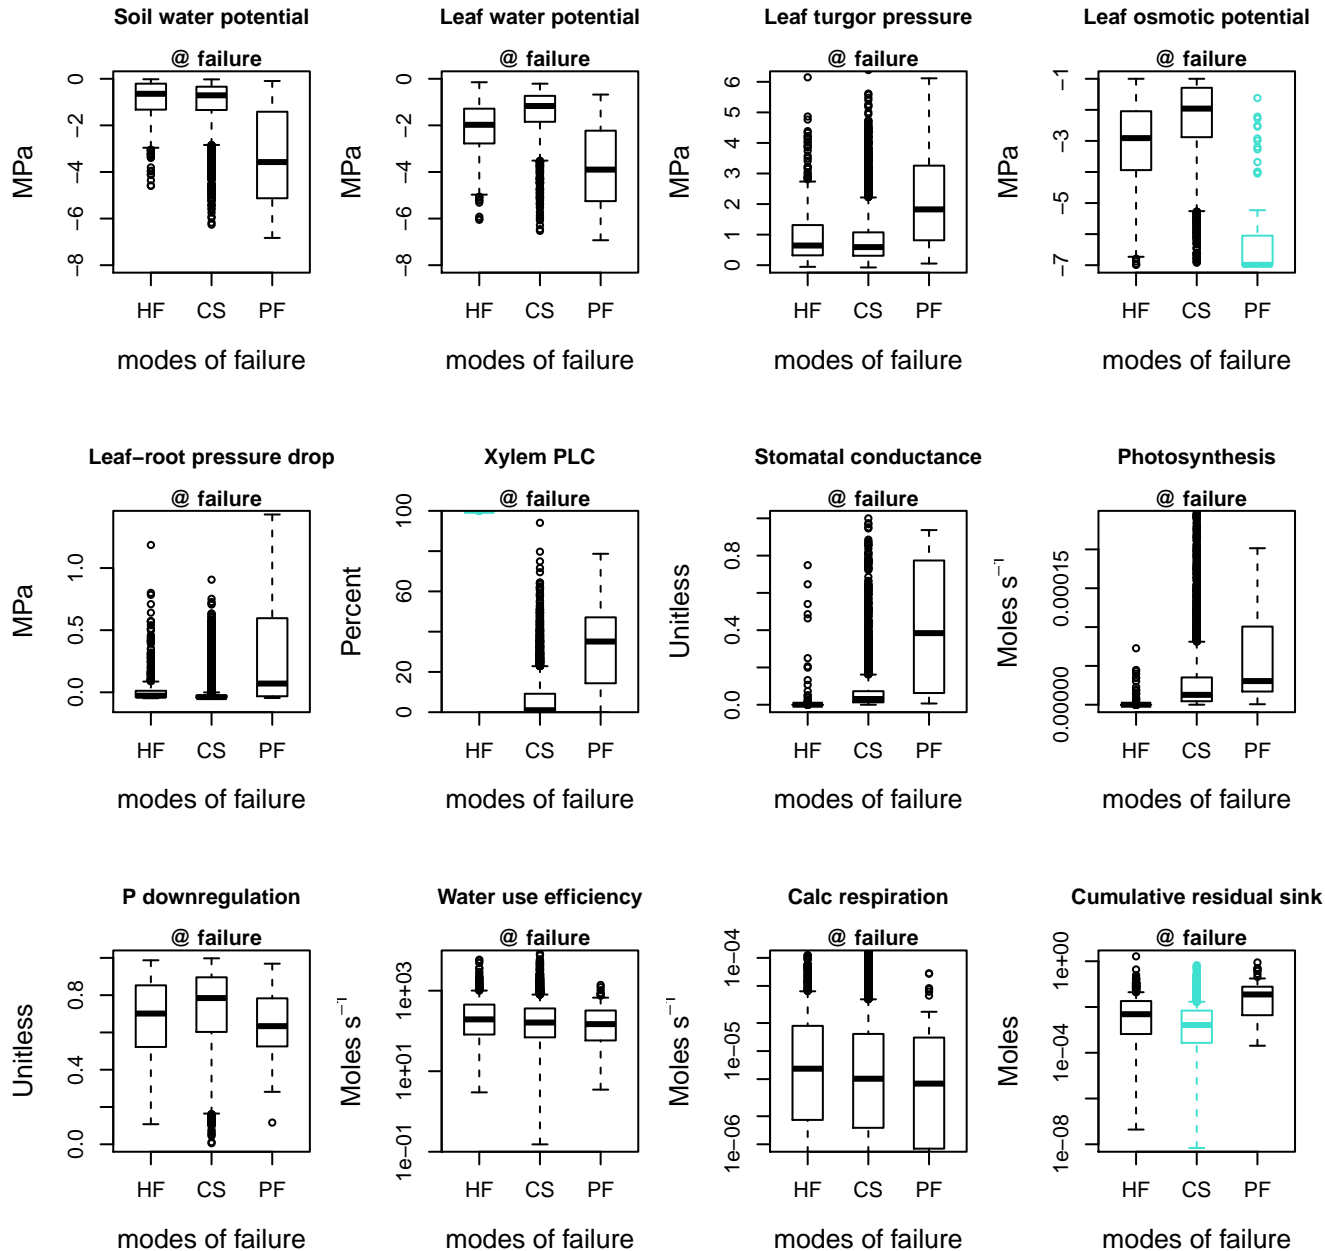 Soil water potential
@ failure
MPa
0
−2
−4
−6
−8
HF CS PF
modes of failure
Leaf water potential
@ failure
MPa
0
−2
−4
−6
−8
HF CS PF
modes of failure
Leaf turgor pressure
@ failure
MPa
6
5
4
3
2
1
0
HF CS PF
modes of failure
Leaf osmotic potential
@ failure
MPa
−1
−3
−5
−7
HF CS PF
modes of failure
Leaf−root pressure drop
@ failure
MPa
1.0
0.5
0.0
HF CS PF
modes of failure
Xylem PLC
@ failure
Percent
100
60
20
0
HF CS PF
modes of failure
Stomatal conductance
@ failure
Unitless
0.8
0.4
0.0
HF CS PF
modes of failure
Photosynthesis
@ failure
Moles s⁻¹
0.00015
0.00000
HF CS PF
modes of failure
P downregulation
@ failure
Unitless
0.8
0.4
0.0
HF CS PF
modes of failure
Water use efficiency
@ failure
Moles s⁻¹
1e+03
1e+01
1e−01
HF CS PF
modes of failure
Calc respiration
@ failure
Moles s⁻¹
1e−04
1e−05
1e−06
HF CS PF
modes of failure
Cumulative residual sink
@ failure
Moles
1e+00
1e−04
1e−08
HF CS PF
modes of failure